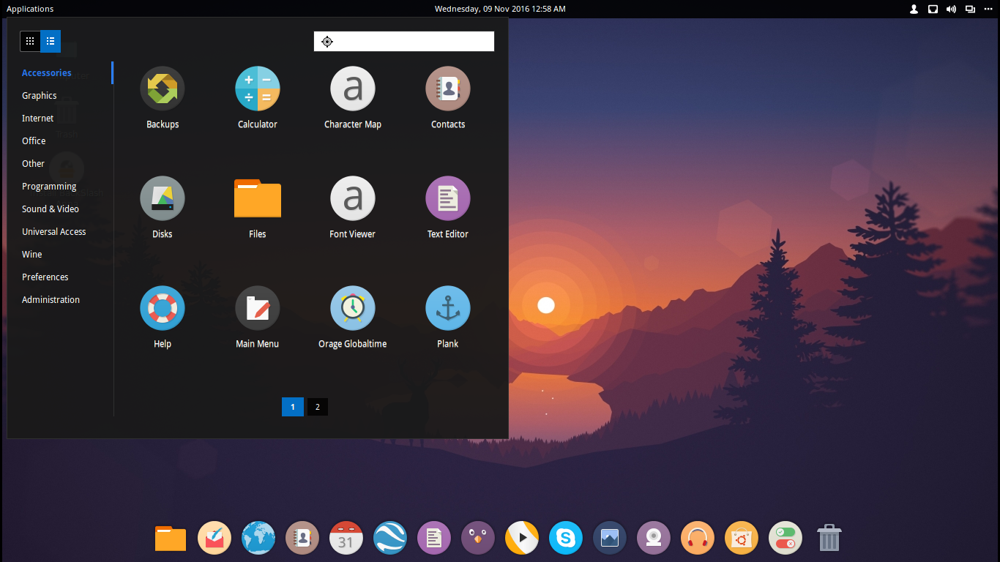 Applications
Wednesday, 09 Nov 2016 12:58 AM
Accessories
Graphics
Internet
Office
Other
Programming
Sound & Video
Universal Access
Wine
Preferences
Administration
a
Backups
Calculator
Character Map
Contacts
a
Disks
Files
Font Viewer
Text Editor
Help
Main Menu
Orage Globaltime
Plank
1
2
31
S
Trash